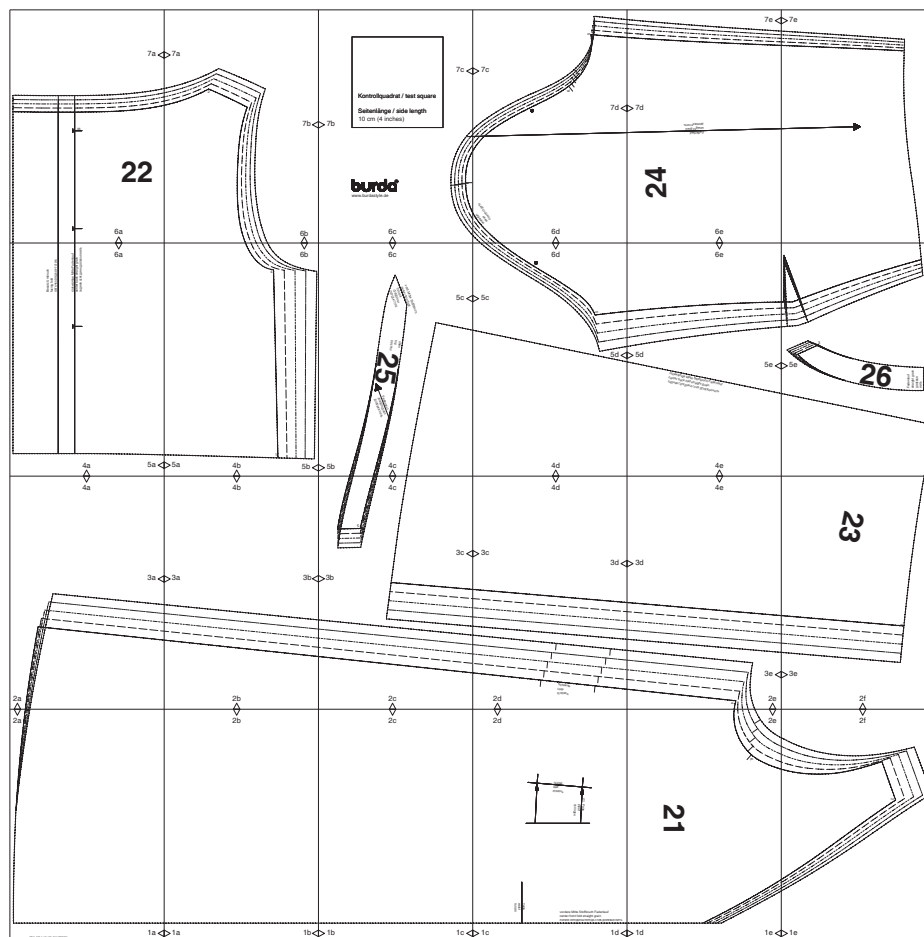 7e 7e
7a 7a
7c 7c
Kontrollquadrat / test square
Seitenlänge / side length
10 cm (4 inches)
7d 7d
7b 7b
22
24
burda
www.burdastyle.de
6a
6a
6b
6b
6c
6c
6d
6d
6e
6e
5c 5c
5d 5d
5e 5e
25
26
5a 5a
5b 5b
4a
4a
4b
4b
4c
4c
4d
4d
4e
4e
23
3c 3c
3d 3d
3a 3a
3b 3b
3e 3e
2a
2a
2b
2b
2c
2c
2d
2d
2e
2e
2f
2f
21
1a 1a
1b 1b
1c 1c
1d 1d
1e 1e